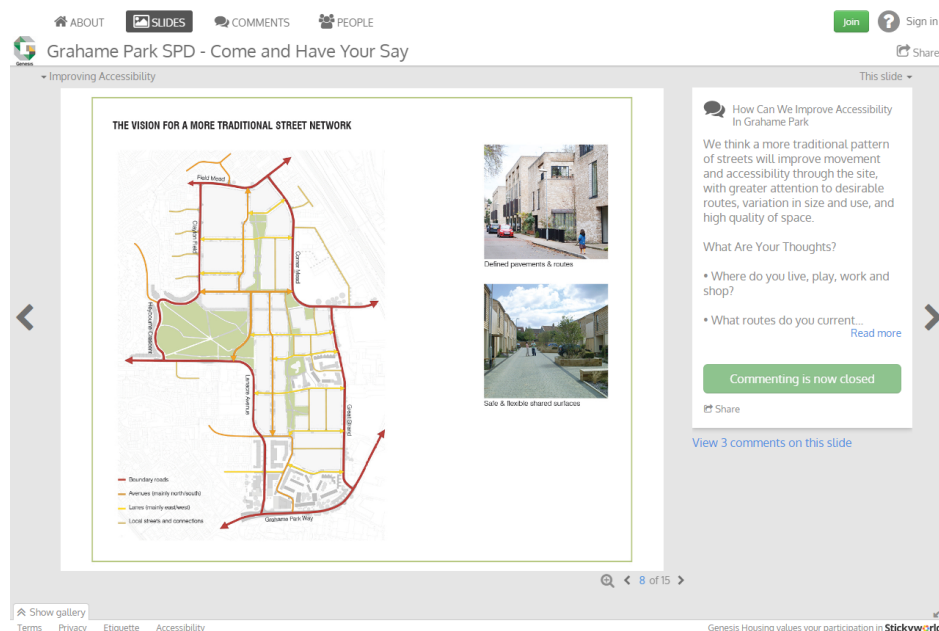 ABOUT
SLIDES
COMMENTS
PEOPLE
Join
?
Sign in
Genesis
Grahame Park SPD - Come and Have Your Say
Share
Improving Accessibility
This slide
THE VISION FOR A MORE TRADITIONAL STREET NETWORK
Field Mead
Corner Mead
Heybourne Crescent
Lanacre Avenue
Great Strand
Grahame Park Way
Boundary roads
Avenues (mainly north/south)
Lanes (mainly east/west)
Local streets and connections
Defined pavements & routes
Safe & flexible shared surfaces
How Can We Improve Accessibility
In Grahame Park
We think a more traditional pattern
of streets will improve movement
and accessibility through the site,
with greater attention to desirable
routes, variation in size and use, and
high quality of space.
What Are Your Thoughts?
• Where do you live, play, work and
shop?
• What routes do you current...
Read more
Commenting is now closed
Share
View 3 comments on this slide
8 of 15
Show gallery
Terms
Privacy
Etiquette
Accessibility
Genesis Housing values your participation in Stickyworld